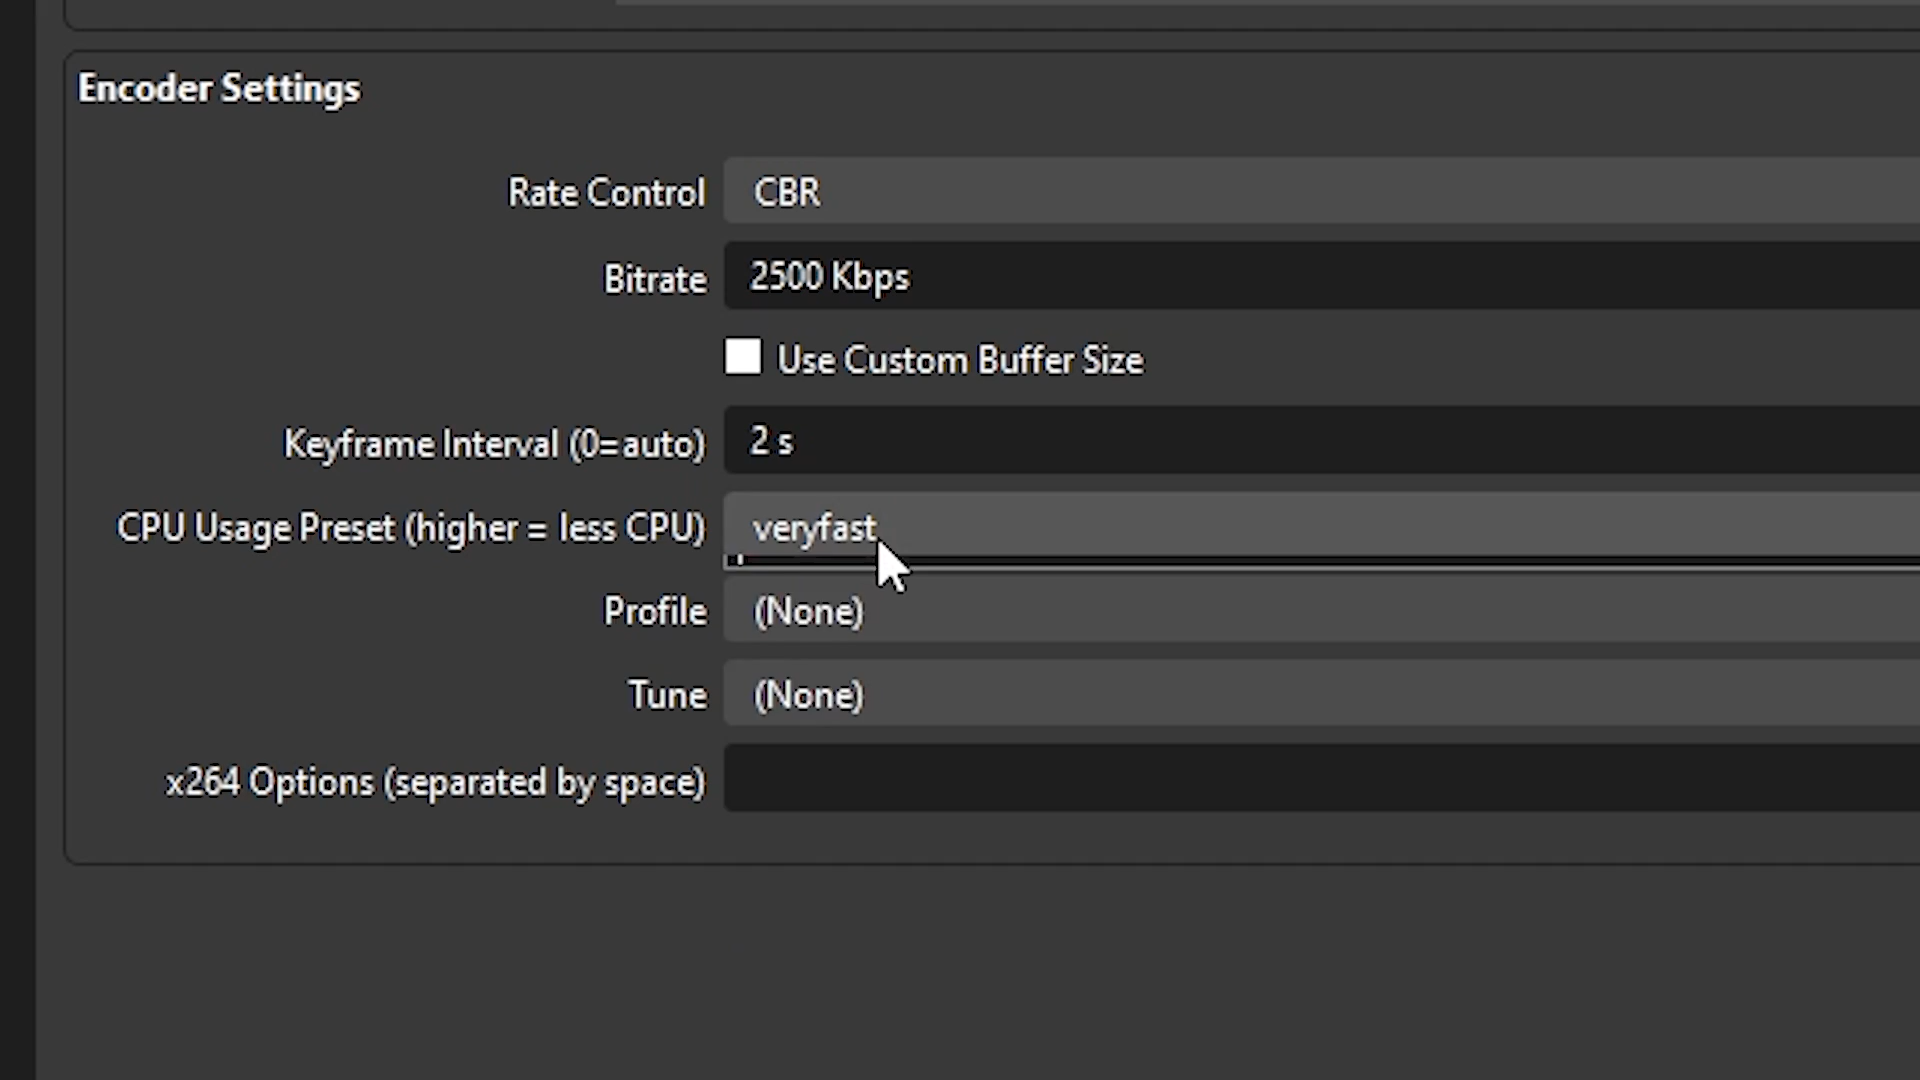 Encoder Settings
Rate Control CBR
Bitrate 2500 Kbps
Use Custom Buffer Size
Keyframe Interval (0=auto) 2 s
CPU Usage Preset (higher = less CPU) veryfast
Profile (None)
Tune (None)
x264 Options (separated by space)